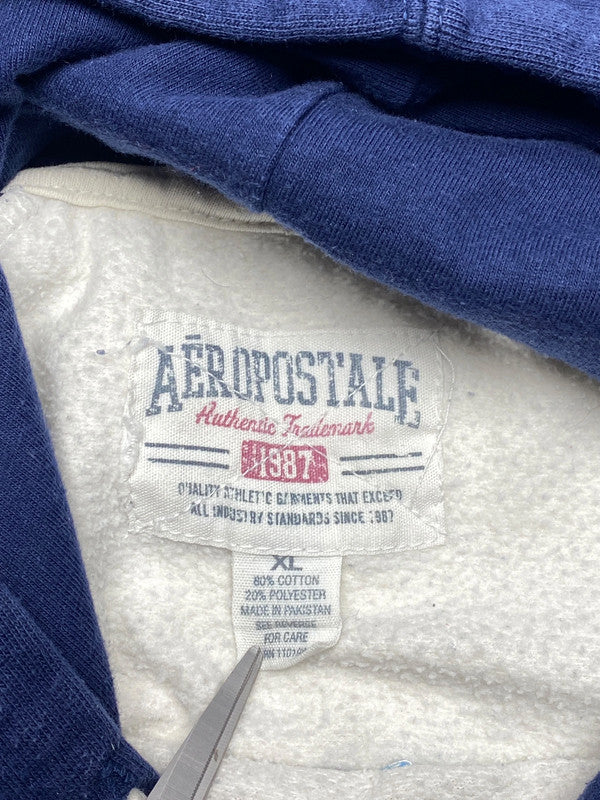 AÉROPOSTALE
Authentic Trademark
1987
QUALITY ATHLETIC GARMENTS THAT EXCEED
ALL INDUSTRY STANDARDS SINCE 1987
XL
80% COTTON
20% POLYESTER
MADE IN PAKISTAN
SEE REVERSE
FOR CARE